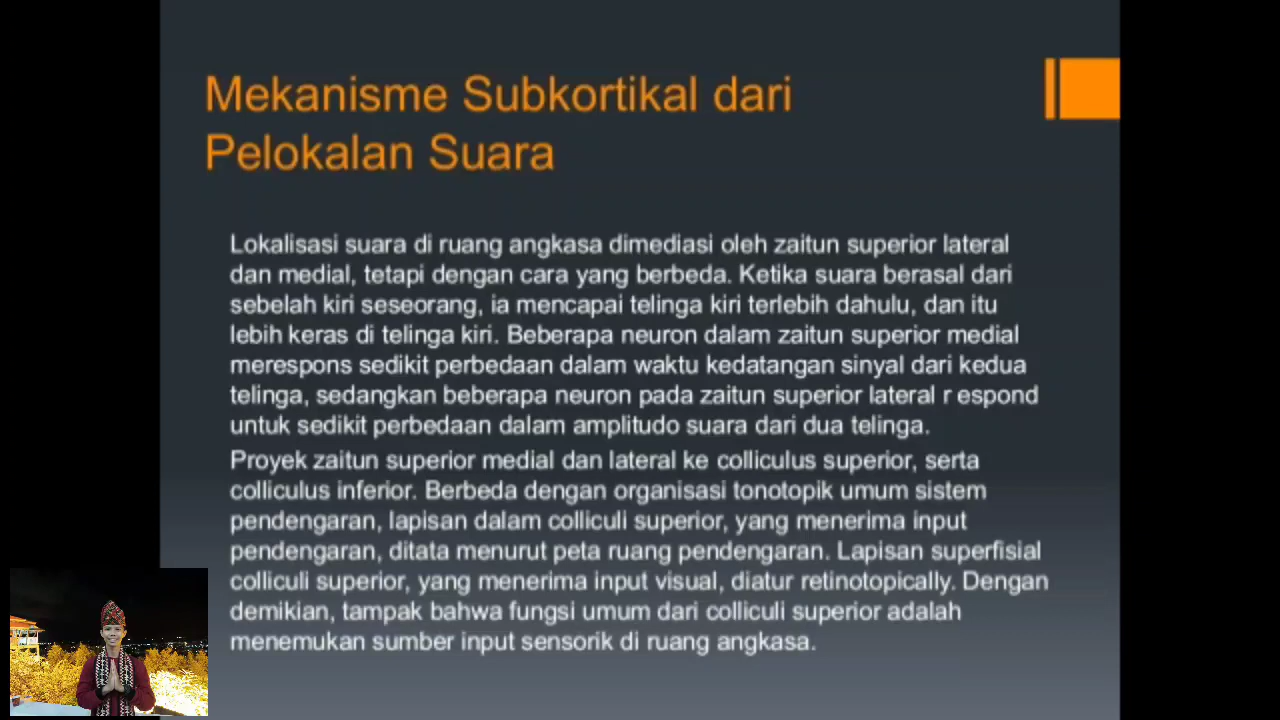 Mekanisme Subkortikal dari
Pelokalan Suara
Lokalisasi suara di ruang angkasa dimediasi oleh zaitun superior lateral
dan medial, tetapi dengan cara yang berbeda. Ketika suara berasal dari
sebelah kiri seseorang, ia mencapai telinga kiri terlebih dahulu, dan itu
lebih keras di telinga kiri. Beberapa neuron dalam zaitun superior medial
merespons sedikit perbedaan dalam waktu kedatangan sinyal dari kedua
telinga, sedangkan beberapa neuron pada zaitun superior lateral r espond
untuk sedikit perbedaan dalam amplitudo suara dari dua telinga.
Proyek zaitun superior medial dan lateral ke colliculus superior, serta
colliculus inferior. Berbeda dengan organisasi tonotopik umum sistem
pendengaran, lapisan dalam colliculi superior, yang menerima input
pendengaran, ditata menurut peta ruang pendengaran. Lapisan superfisial
colliculi superior, yang menerima input visual, diatur retinotopically. Dengan
demikian, tampak bahwa fungsi umum dari colliculi superior adalah
menemukan sumber input sensorik di ruang angkasa.